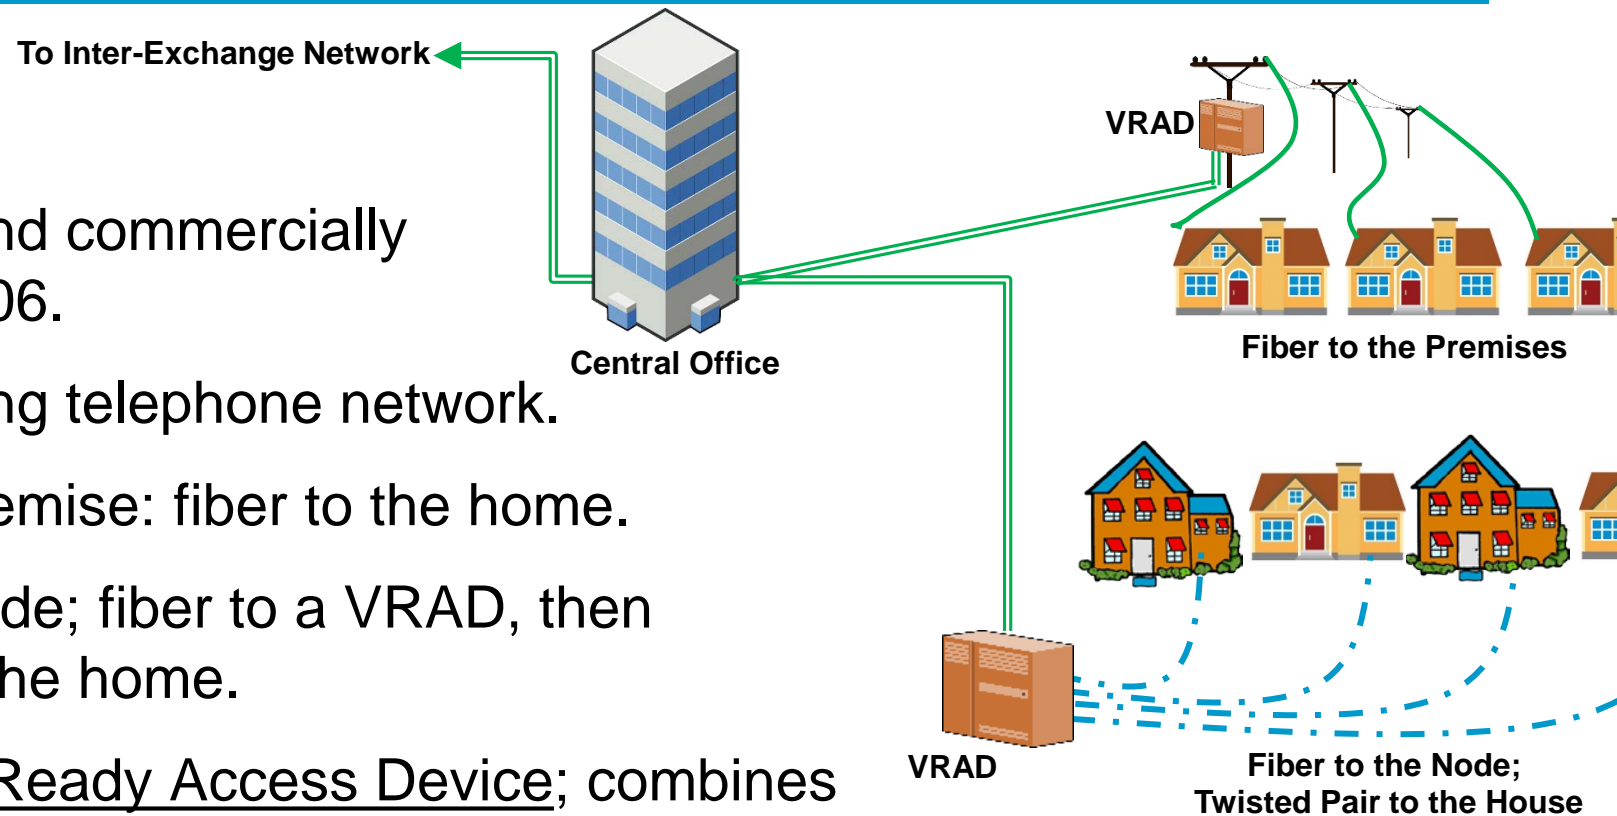 To Inter-Exchange Network
VRAD
nd commercially
06.
Fiber to the Premises
Central Office
ng telephone network.
emise: fiber to the home.
de; fiber to a VRAD, then
he home.
Ready Access Device; combines
VRAD
Fiber to the Node;
Twisted Pair to the House